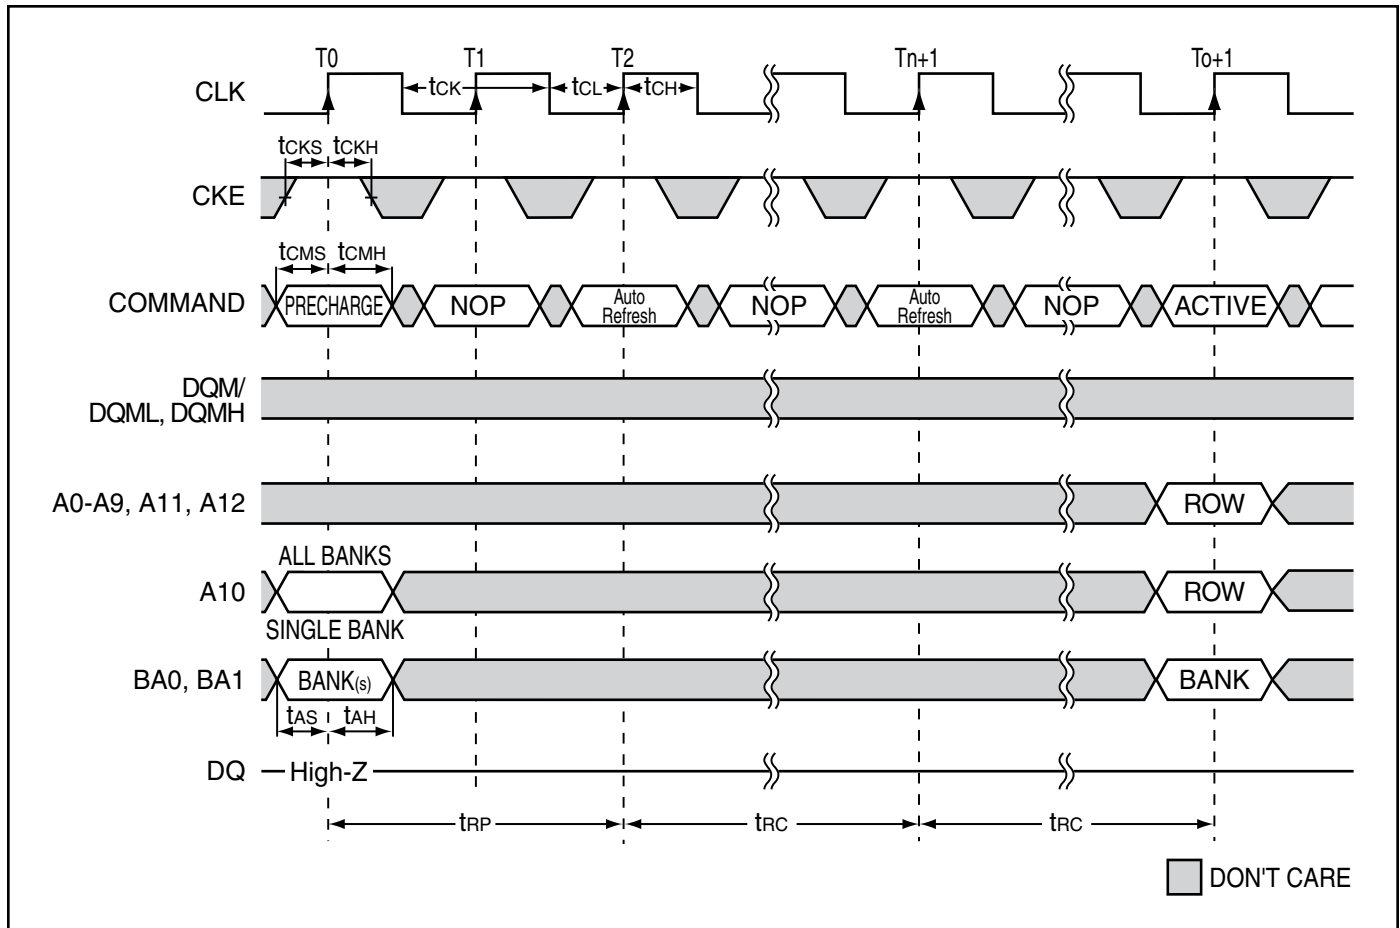 T0 T1 T2 Tn+1 To+1
CLK tCK tCL tCH
tCKS tCKH
CKE
tCMS tCMH
COMMAND PRECHARGE NOP Auto Refresh NOP Auto Refresh NOP ACTIVE
DQM/
DQML, DQMH
A0-A9, A11, A12 ROW
ALL BANKS
A10 ROW
SINGLE BANK
BA0, BA1 BANK(s) BANK
tAS tAH
DQ High-Z
tRP tRC tRC
DON'T CARE